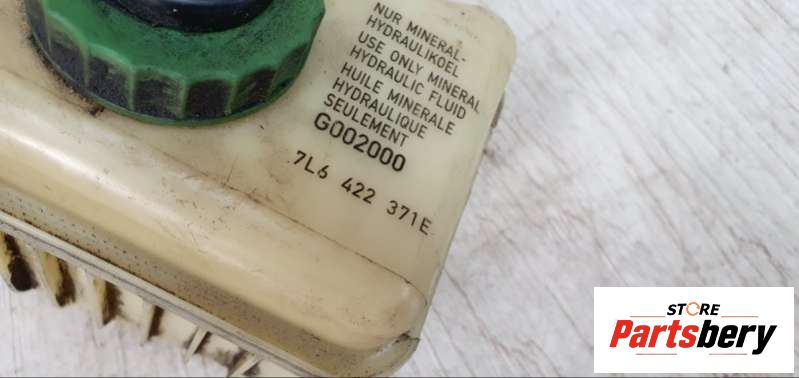 NUR MINERAL-
HYDRAULIKOEL
USE ONLY MINERAL
HYDRAULIC FLUID
HUILE MINERALE
HYDRAULIQUE
SEULEMENT
G002000
7L6 422 371E
STORE
Partsbery